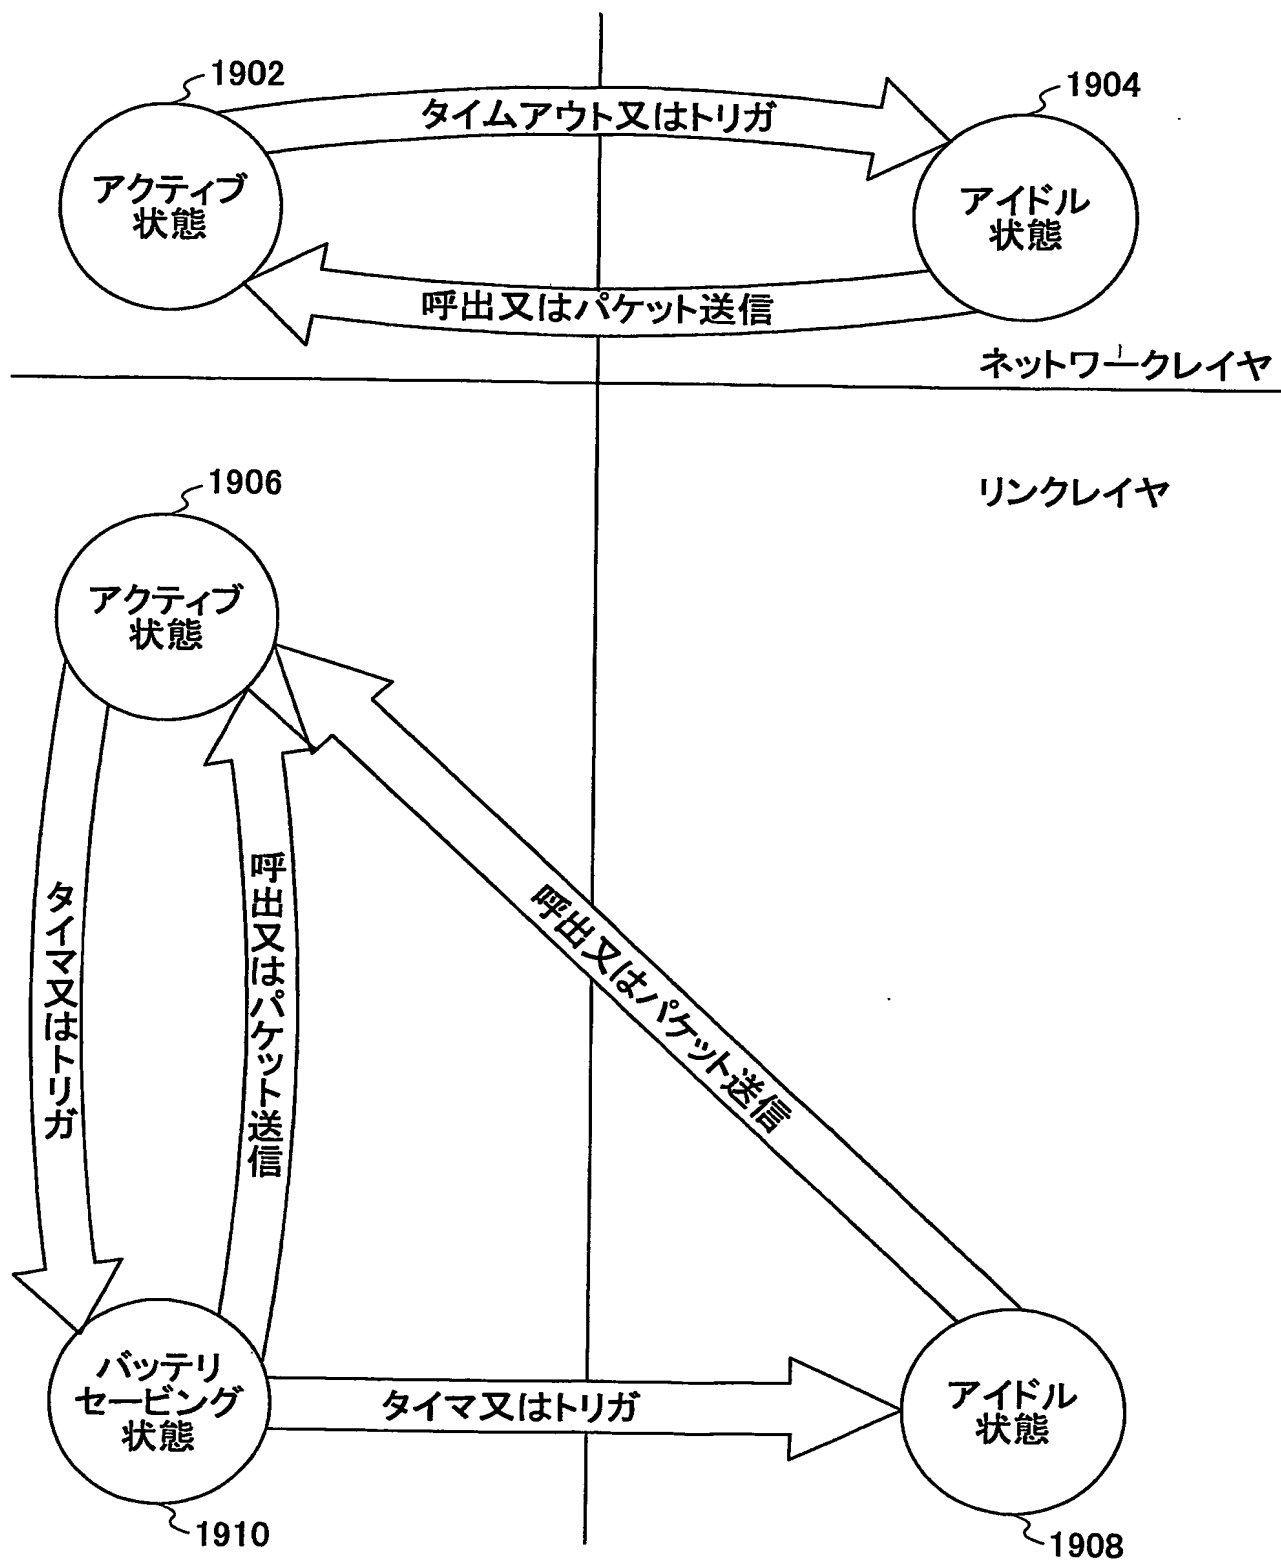 1902
1904
タイムアウト又はトリガ
アクティブ
状態
アイドル
状態
呼出又はパケット送信
ネットワークレイヤ
1906
リンクレイヤ
アクティブ
状態
タイマ又はトリガ
呼出又はパケット送信
呼出又はパケット送信
バッテリ
セービング
状態
タイマ又はトリガ
アイドル
状態
1910
1908